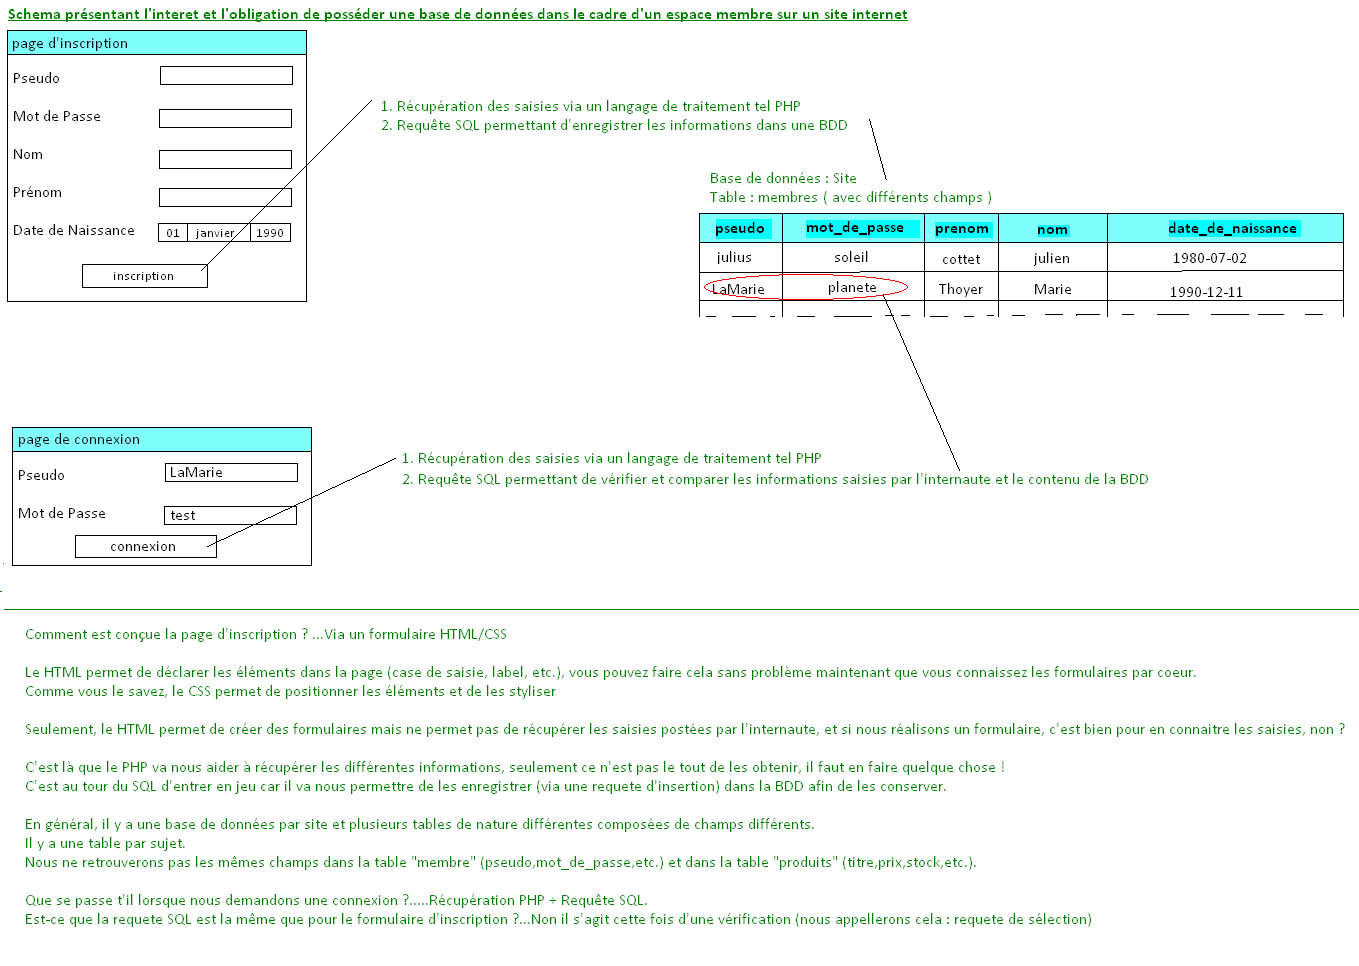 Schema présentant l'interet et l'obligation de posséder une base de données dans le cadre d'un espace membre sur un site internet
page d'inscription
Pseudo
Mot de Passe
Nom
Prénom
Date de Naissance 01 janvier 1990
inscription
1. Récupération des saisies via un langage de traitement tel PHP
2. Requête SQL permettant d'enregistrer les informations dans une BDD
Base de données : Site
Table : membres ( avec différents champs )
pseudo mot_de_passe prenom nom date_de_naissance
julius soleil cottet julien 1980-07-02
LaMarie planete Thoyer Marie 1990-12-11
page de connexion
Pseudo LaMarie
Mot de Passe test
connexion
1. Récupération des saisies via un langage de traitement tel PHP
2. Requête SQL permettant de vérifier et comparer les informations saisies par l'internaute et le contenu de la BDD
Comment est conçue la page d'inscription ? ...Via un formulaire HTML/CSS
Le HTML permet de déclarer les éléments dans la page (case de saisie, label, etc.), vous pouvez faire cela sans problème maintenant que vous connaissez les formulaires par coeur.
Comme vous le savez, le CSS permet de positionner les éléments et de les styliser
Seulement, le HTML permet de créer des formulaires mais ne permet pas de récupérer les saisies postées par l'internaute, et si nous réalisons un formulaire, c'est bien pour en connaitre les saisies, non ?
C'est là que le PHP va nous aider à récupérer les différentes informations, seulement ce n'est pas le tout de les obtenir, il faut en faire quelque chose !
C'est au tour du SQL d'entrer en jeu car il va nous permettre de les enregistrer (via une requete d'insertion) dans la BDD afin de les conserver.
En général, il y a une base de données par site et plusieurs tables de nature différentes composées de champs différents.
Il y a une table par sujet.
Nous ne retrouverons pas les mêmes champs dans la table "membre" (pseudo,mot_de_passe,etc.) et dans la table "produits" (titre,prix,stock,etc.).
Que se passe t'il lorsque nous demandons une connexion ?.....Récupération PHP + Requête SQL.
Est-ce que la requete SQL est la même que pour le formulaire d'inscription ?...Non il s'agit cette fois d'une vérification (nous appellerons cela : requete de sélection)